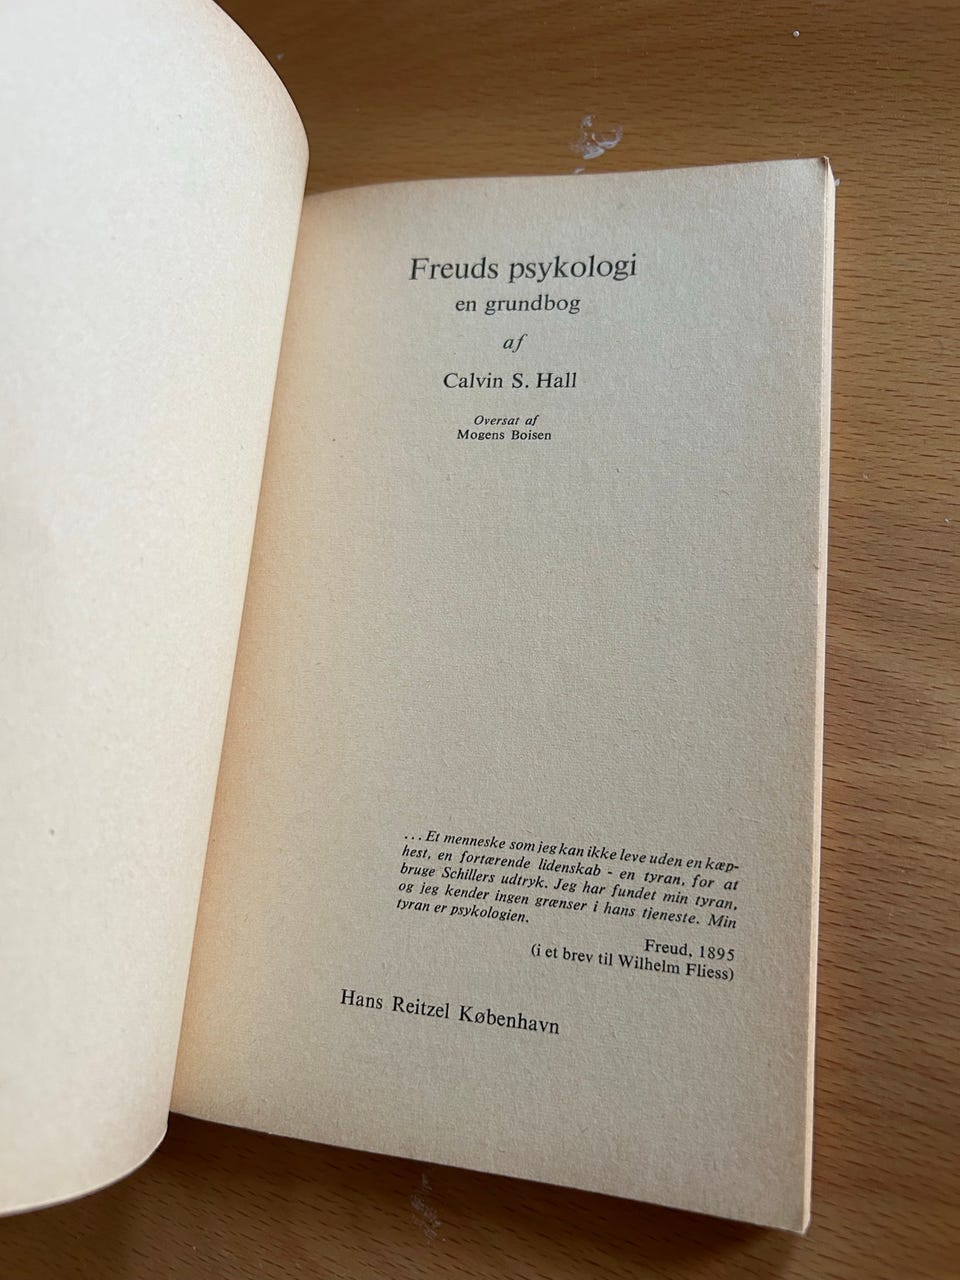 Freuds psykologi
en grundbog
af
Calvin S. Hall
Oversat af
Mogens Boisen
... Et menneske som jeg kan ikke leve uden en kæp-
hest, en fortærende lidenskab - en tyran, for at
bruge Schillers udtryk. Jeg har fundet min tyran,
og jeg kender ingen grænser i hans tjeneste. Min
tyran er psykologien.
Freud, 1895
(i et brev til Wilhelm Fliess)
Hans Reitzel København